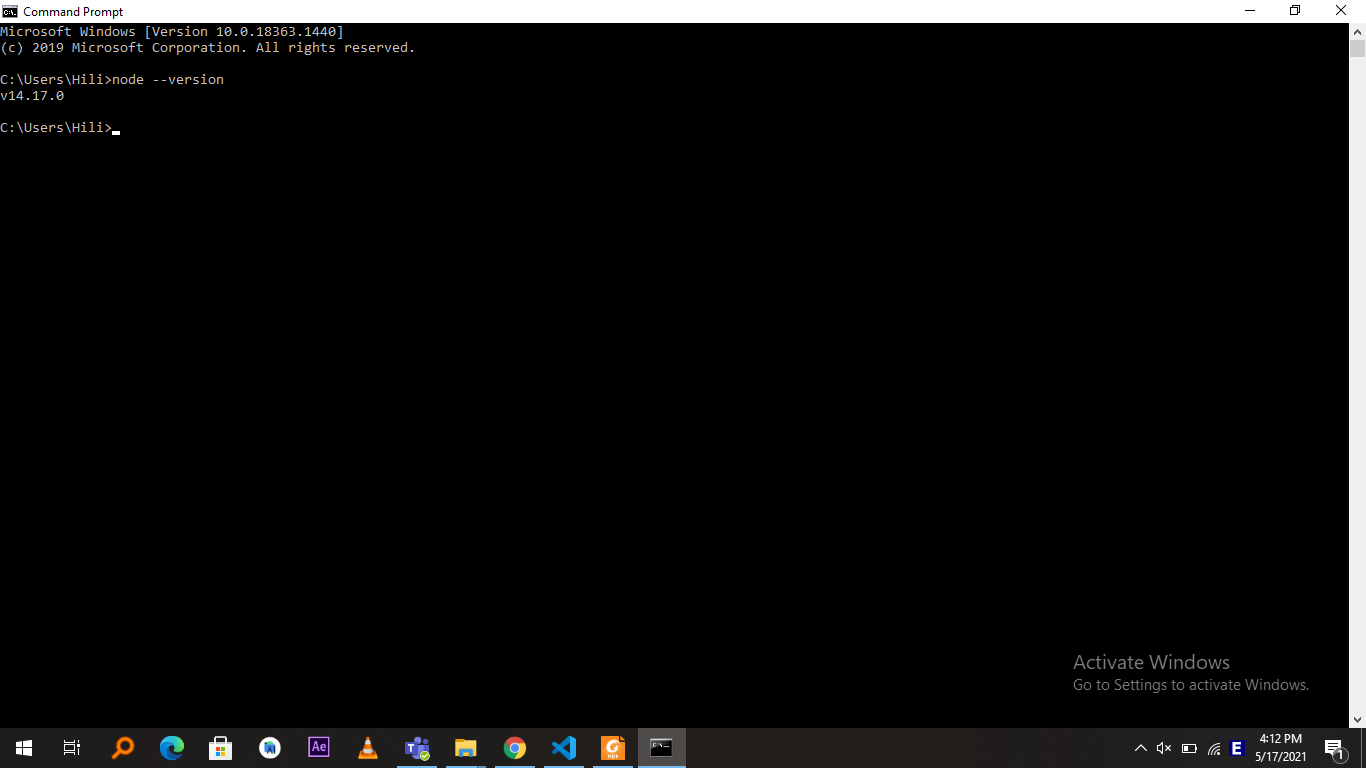 Command Prompt
Microsoft Windows [Version 10.0.18363.1440]
(c) 2019 Microsoft Corporation. All rights reserved.
C:\Users\Hili>node --version
v14.17.0
C:\Users\Hili>
Activate Windows
Go to Settings to activate Windows.
Ae
E
4:12 PM
5/17/2021
1